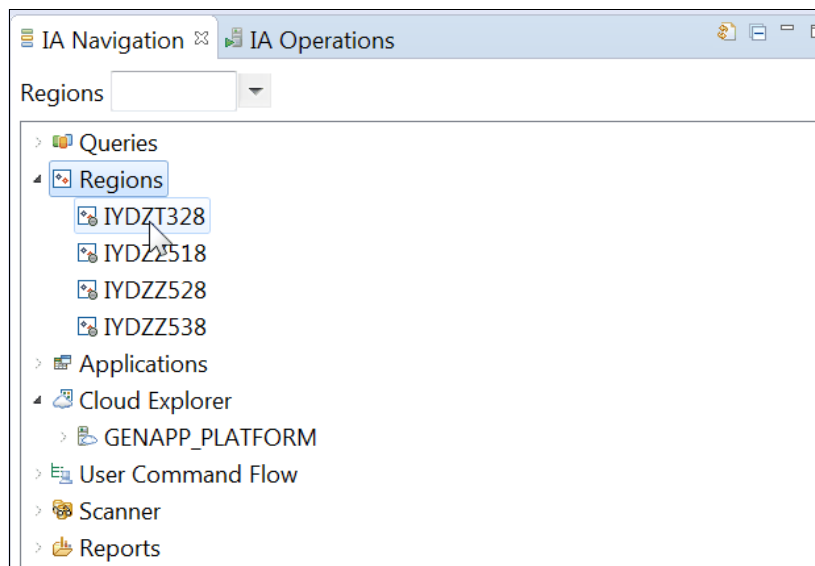 IA Navigation IA Operations
Regions
Queries
Regions
IYDZT328
IYDZZ518
IYDZZ528
IYDZZ538
Applications
Cloud Explorer
GENAPP_PLATFORM
User Command Flow
Scanner
Reports